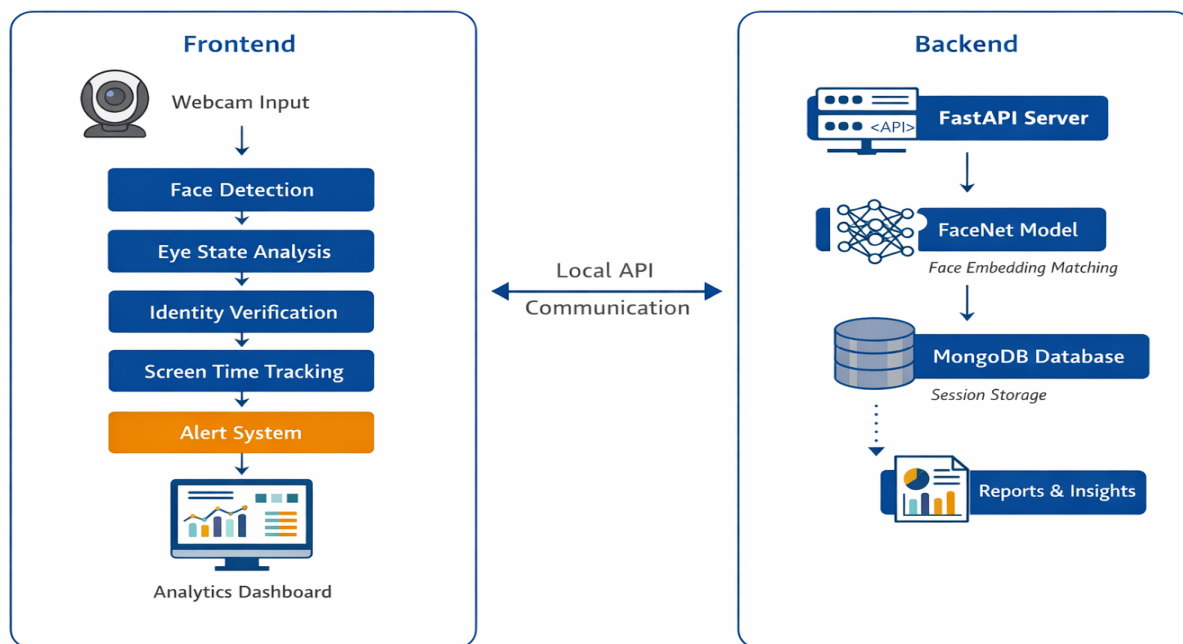 Frontend
Webcam Input
Face Detection
Eye State Analysis
Identity Verification
Screen Time Tracking
Alert System
Analytics Dashboard
Local API
Communication
Backend
<API>
FastAPI Server
FaceNet Model
Face Embedding Matching
MongoDB Database
Session Storage
Reports & Insights